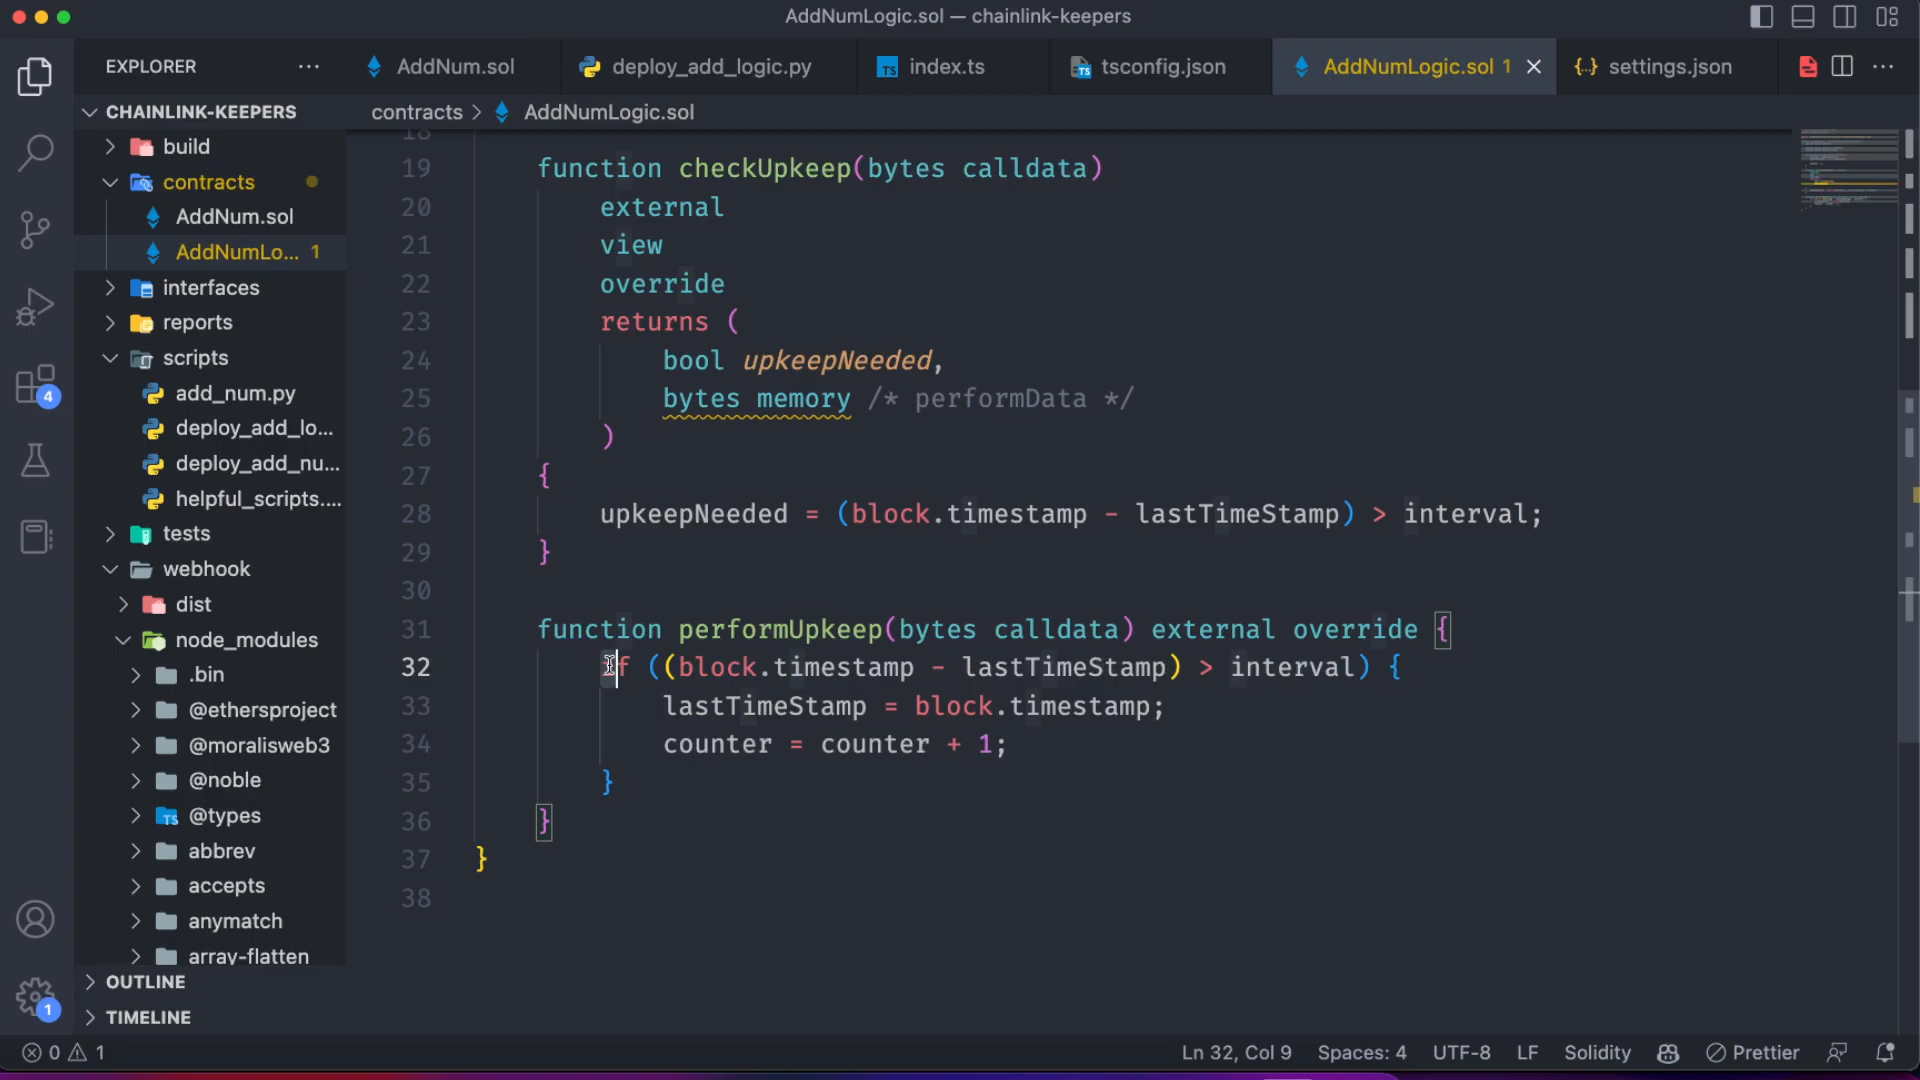 AddNumLogic.sol — chainlink-keepers
EXPLORER
AddNum.sol
deploy_add_logic.py
TS index.ts
TS tsconfig.json
AddNumLogic.sol 1
{..} settings.json
CHAINLINK-KEEPERS
contracts > AddNumLogic.sol
build
contracts
AddNum.sol
AddNumLo... 1
interfaces
reports
scripts
add_num.py
deploy_add_lo...
deploy_add_nu...
helpful_scripts....
tests
webhook
dist
node_modules
.bin
@ethersproject
@moralisweb3
@noble
TS @types
abbrev
accepts
anymatch
array-flatten
OUTLINE
TIMELINE
4
1
18
19 function checkUpkeep(bytes calldata)
20 external
21 view
22 override
23 returns (
24 bool upkeepNeeded,
25 bytes memory /* performData */
26 )
27 {
28 upkeepNeeded = (block.timestamp - lastTimeStamp) > interval;
29 }
30
31 function performUpkeep(bytes calldata) external override {
32 if ((block.timestamp - lastTimeStamp) > interval) {
33 lastTimeStamp = block.timestamp;
34 counter = counter + 1;
35 }
36 }
37 }
38
0 1
Ln 32, Col 9 Spaces: 4 UTF-8 LF Solidity Prettier